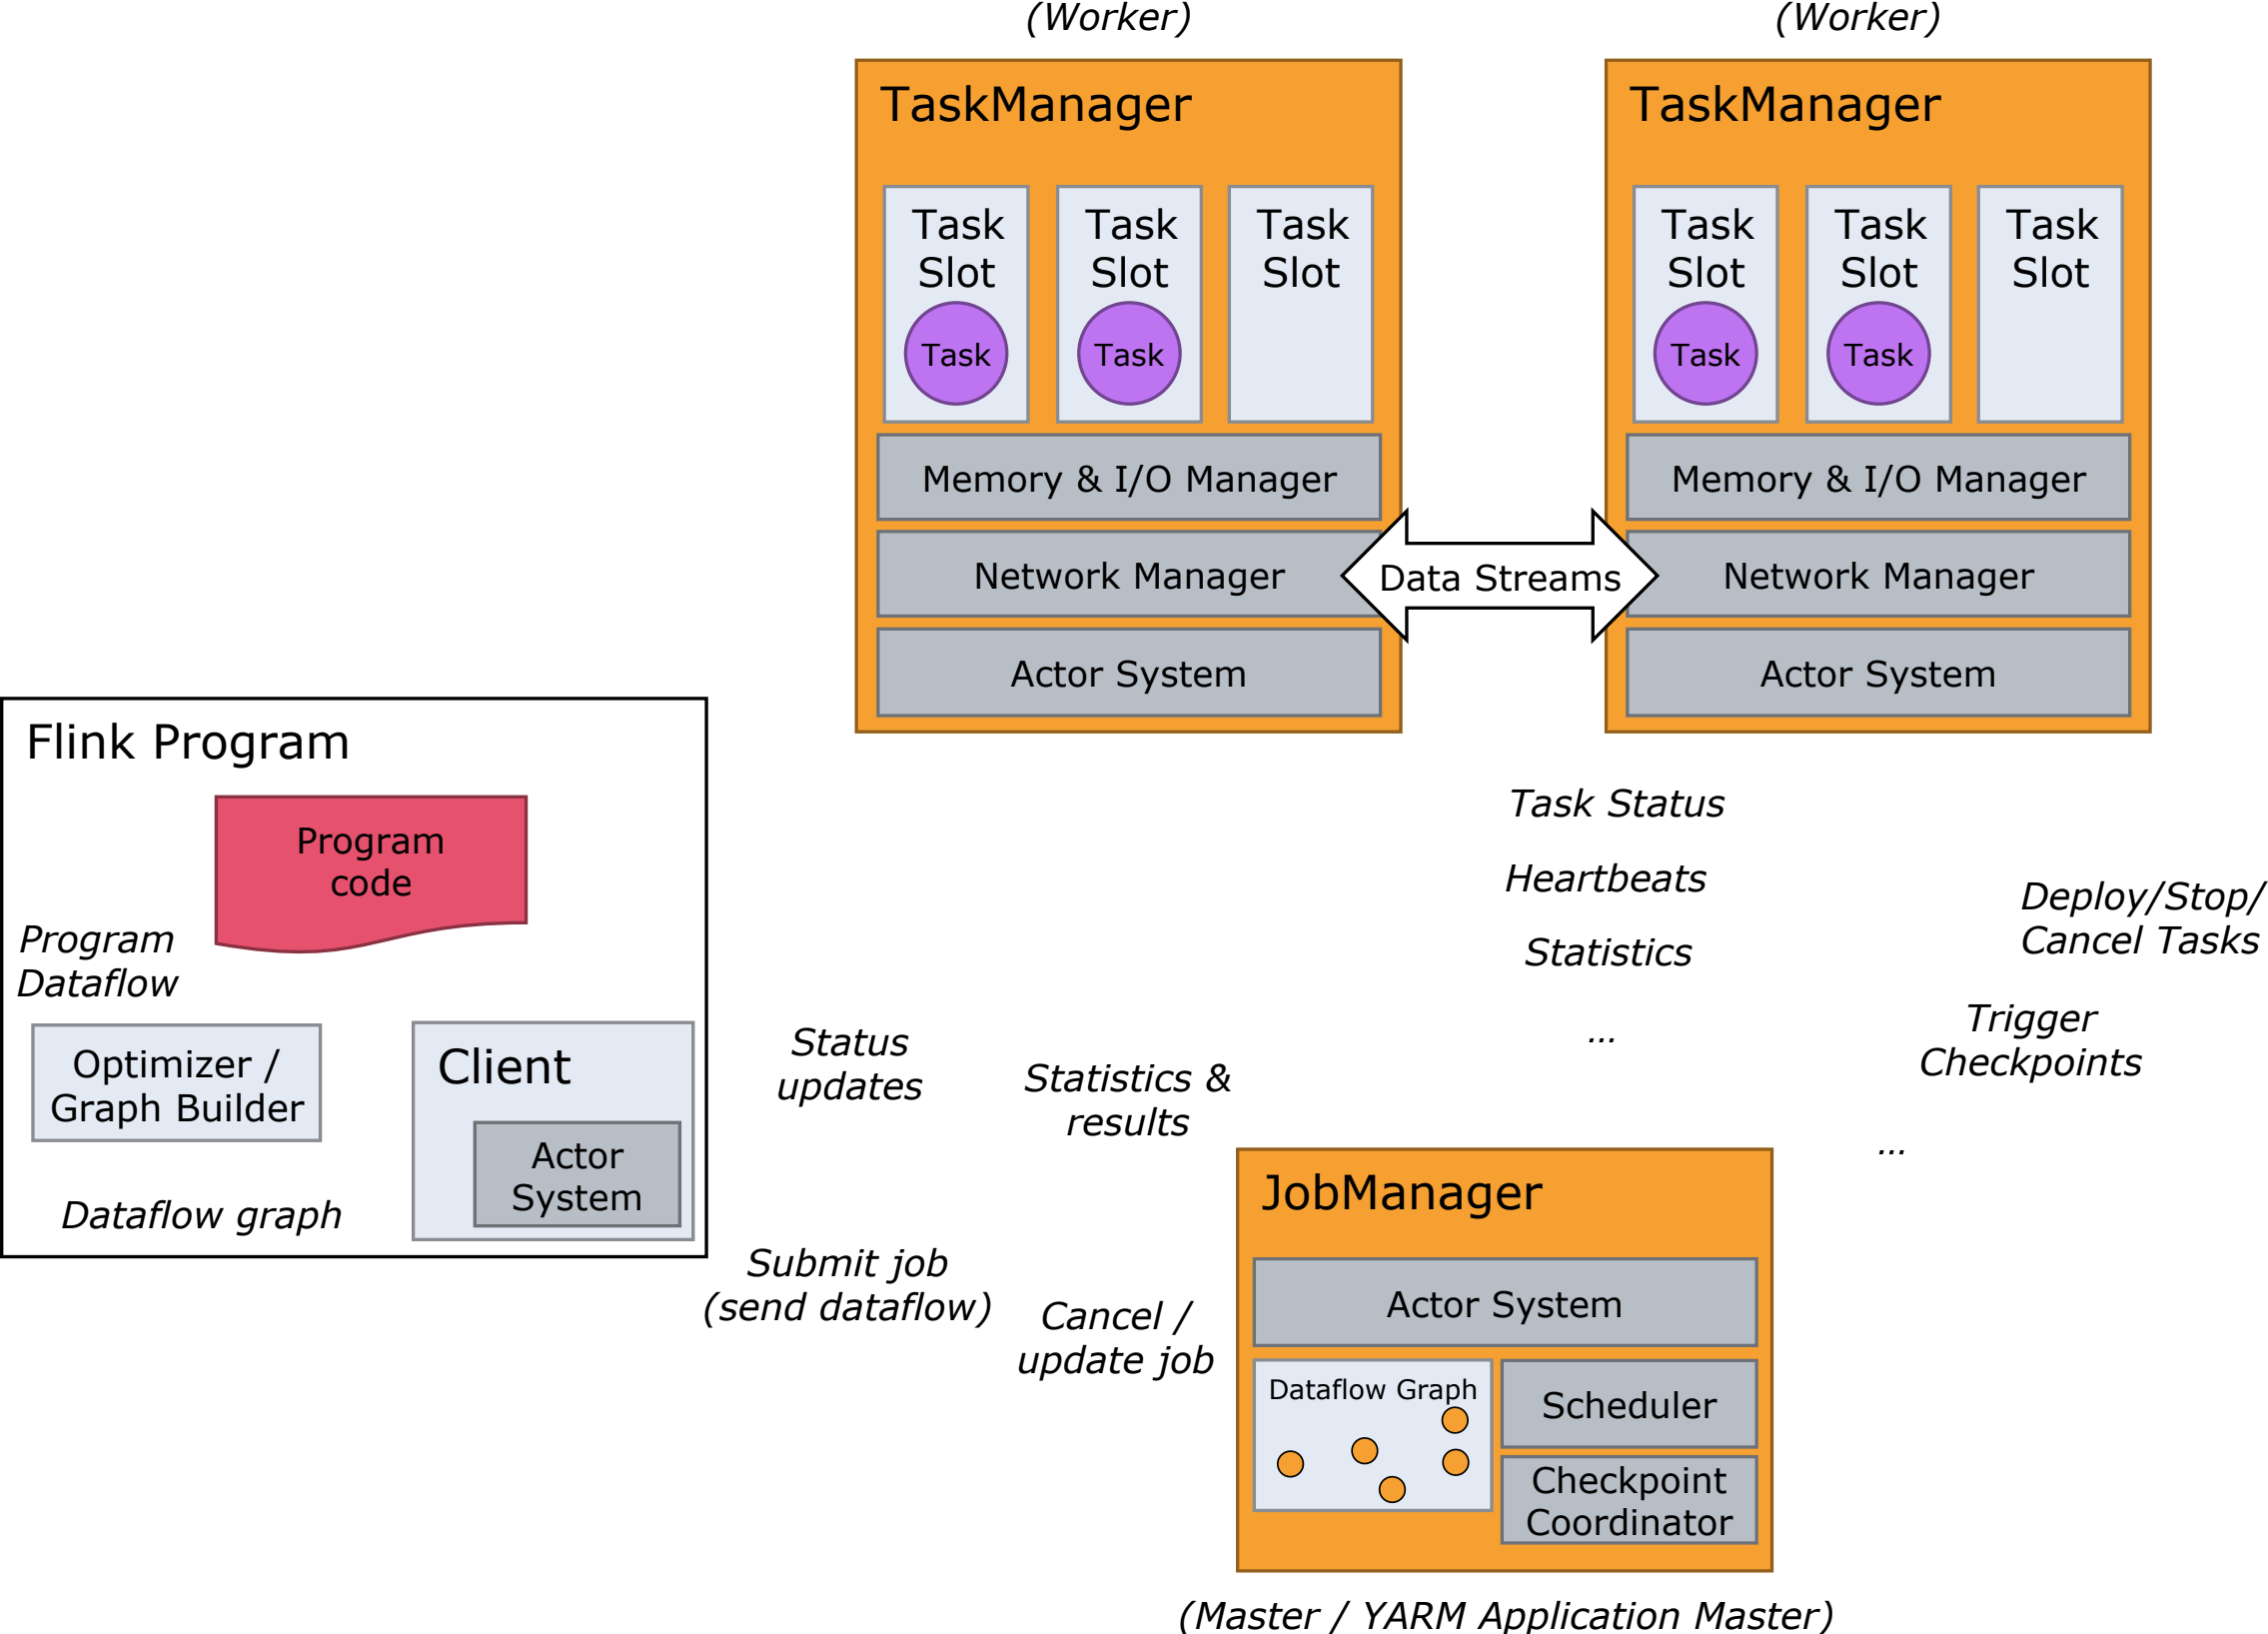 (Worker)
(Worker)
TaskManager
Task
Slot
Task
Task
Slot
Task
Task
Slot
Memory & I/O Manager
Network Manager
Actor System
TaskManager
Task
Slot
Task
Task
Slot
Task
Task
Slot
Memory & I/O Manager
Network Manager
Actor System
Data Streams
Flink Program
Program
code
Program
Dataflow
Optimizer /
Graph Builder
Dataflow graph
Client
Actor
System
Status
updates
Statistics &
results
Submit job
(send dataflow)
Cancel /
update job
Task Status
Heartbeats
Statistics
...
Deploy/Stop/
Cancel Tasks
Trigger
Checkpoints
...
JobManager
Actor System
Dataflow Graph
Scheduler
Checkpoint
Coordinator
(Master / YARM Application Master)